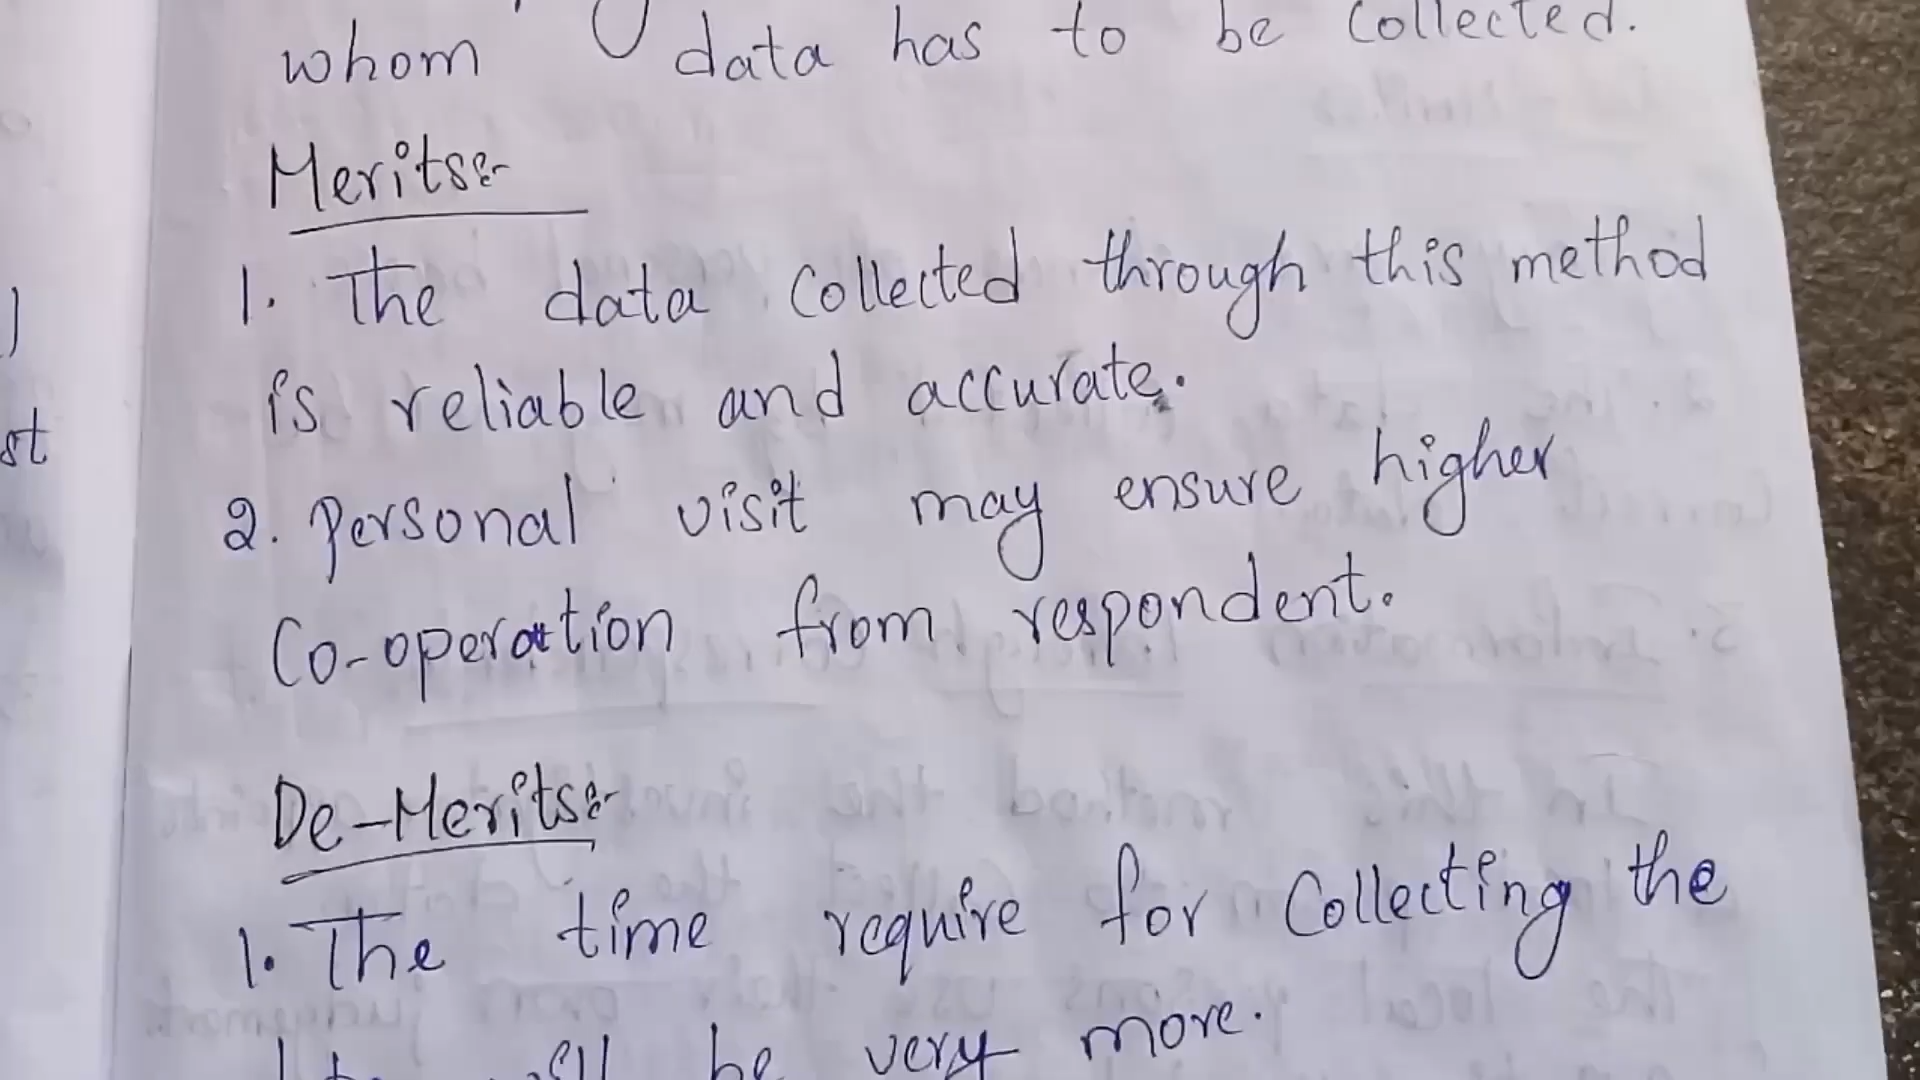 whom data has to be collected.
Merits:-
1. The data collected through this method
is reliable and accurate.
2. Personal visit may ensure higher
Co-operation from respondent.
De-Merits:-
1. The time require for Collecting the
be very more.
st